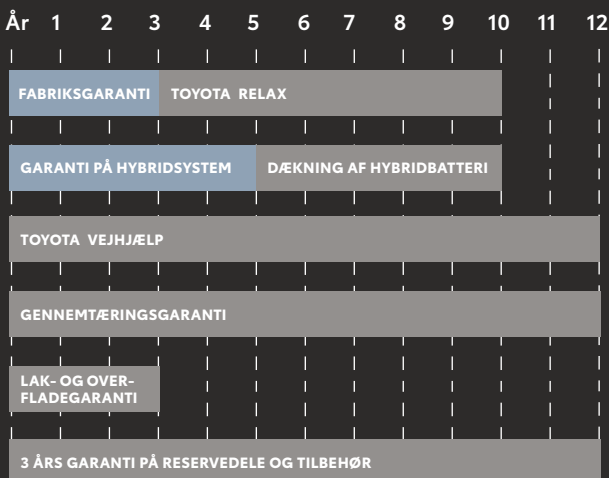 År 1 2 3 4 5 6 7 8 9 10 11 12
FABRIKSGARANTI TOYOTA RELAX
GARANTI PÅ HYBRIDSYSTEM DÆKNING AF HYBRIDBATTERI
TOYOTA VEJHJÆLP
GENNEMTÆRINGSGARANTI
LAK- OG OVER-
FLADEGARANTI
3 ÅRS GARANTI PÅ RESERVEDELE OG TILBEHØR